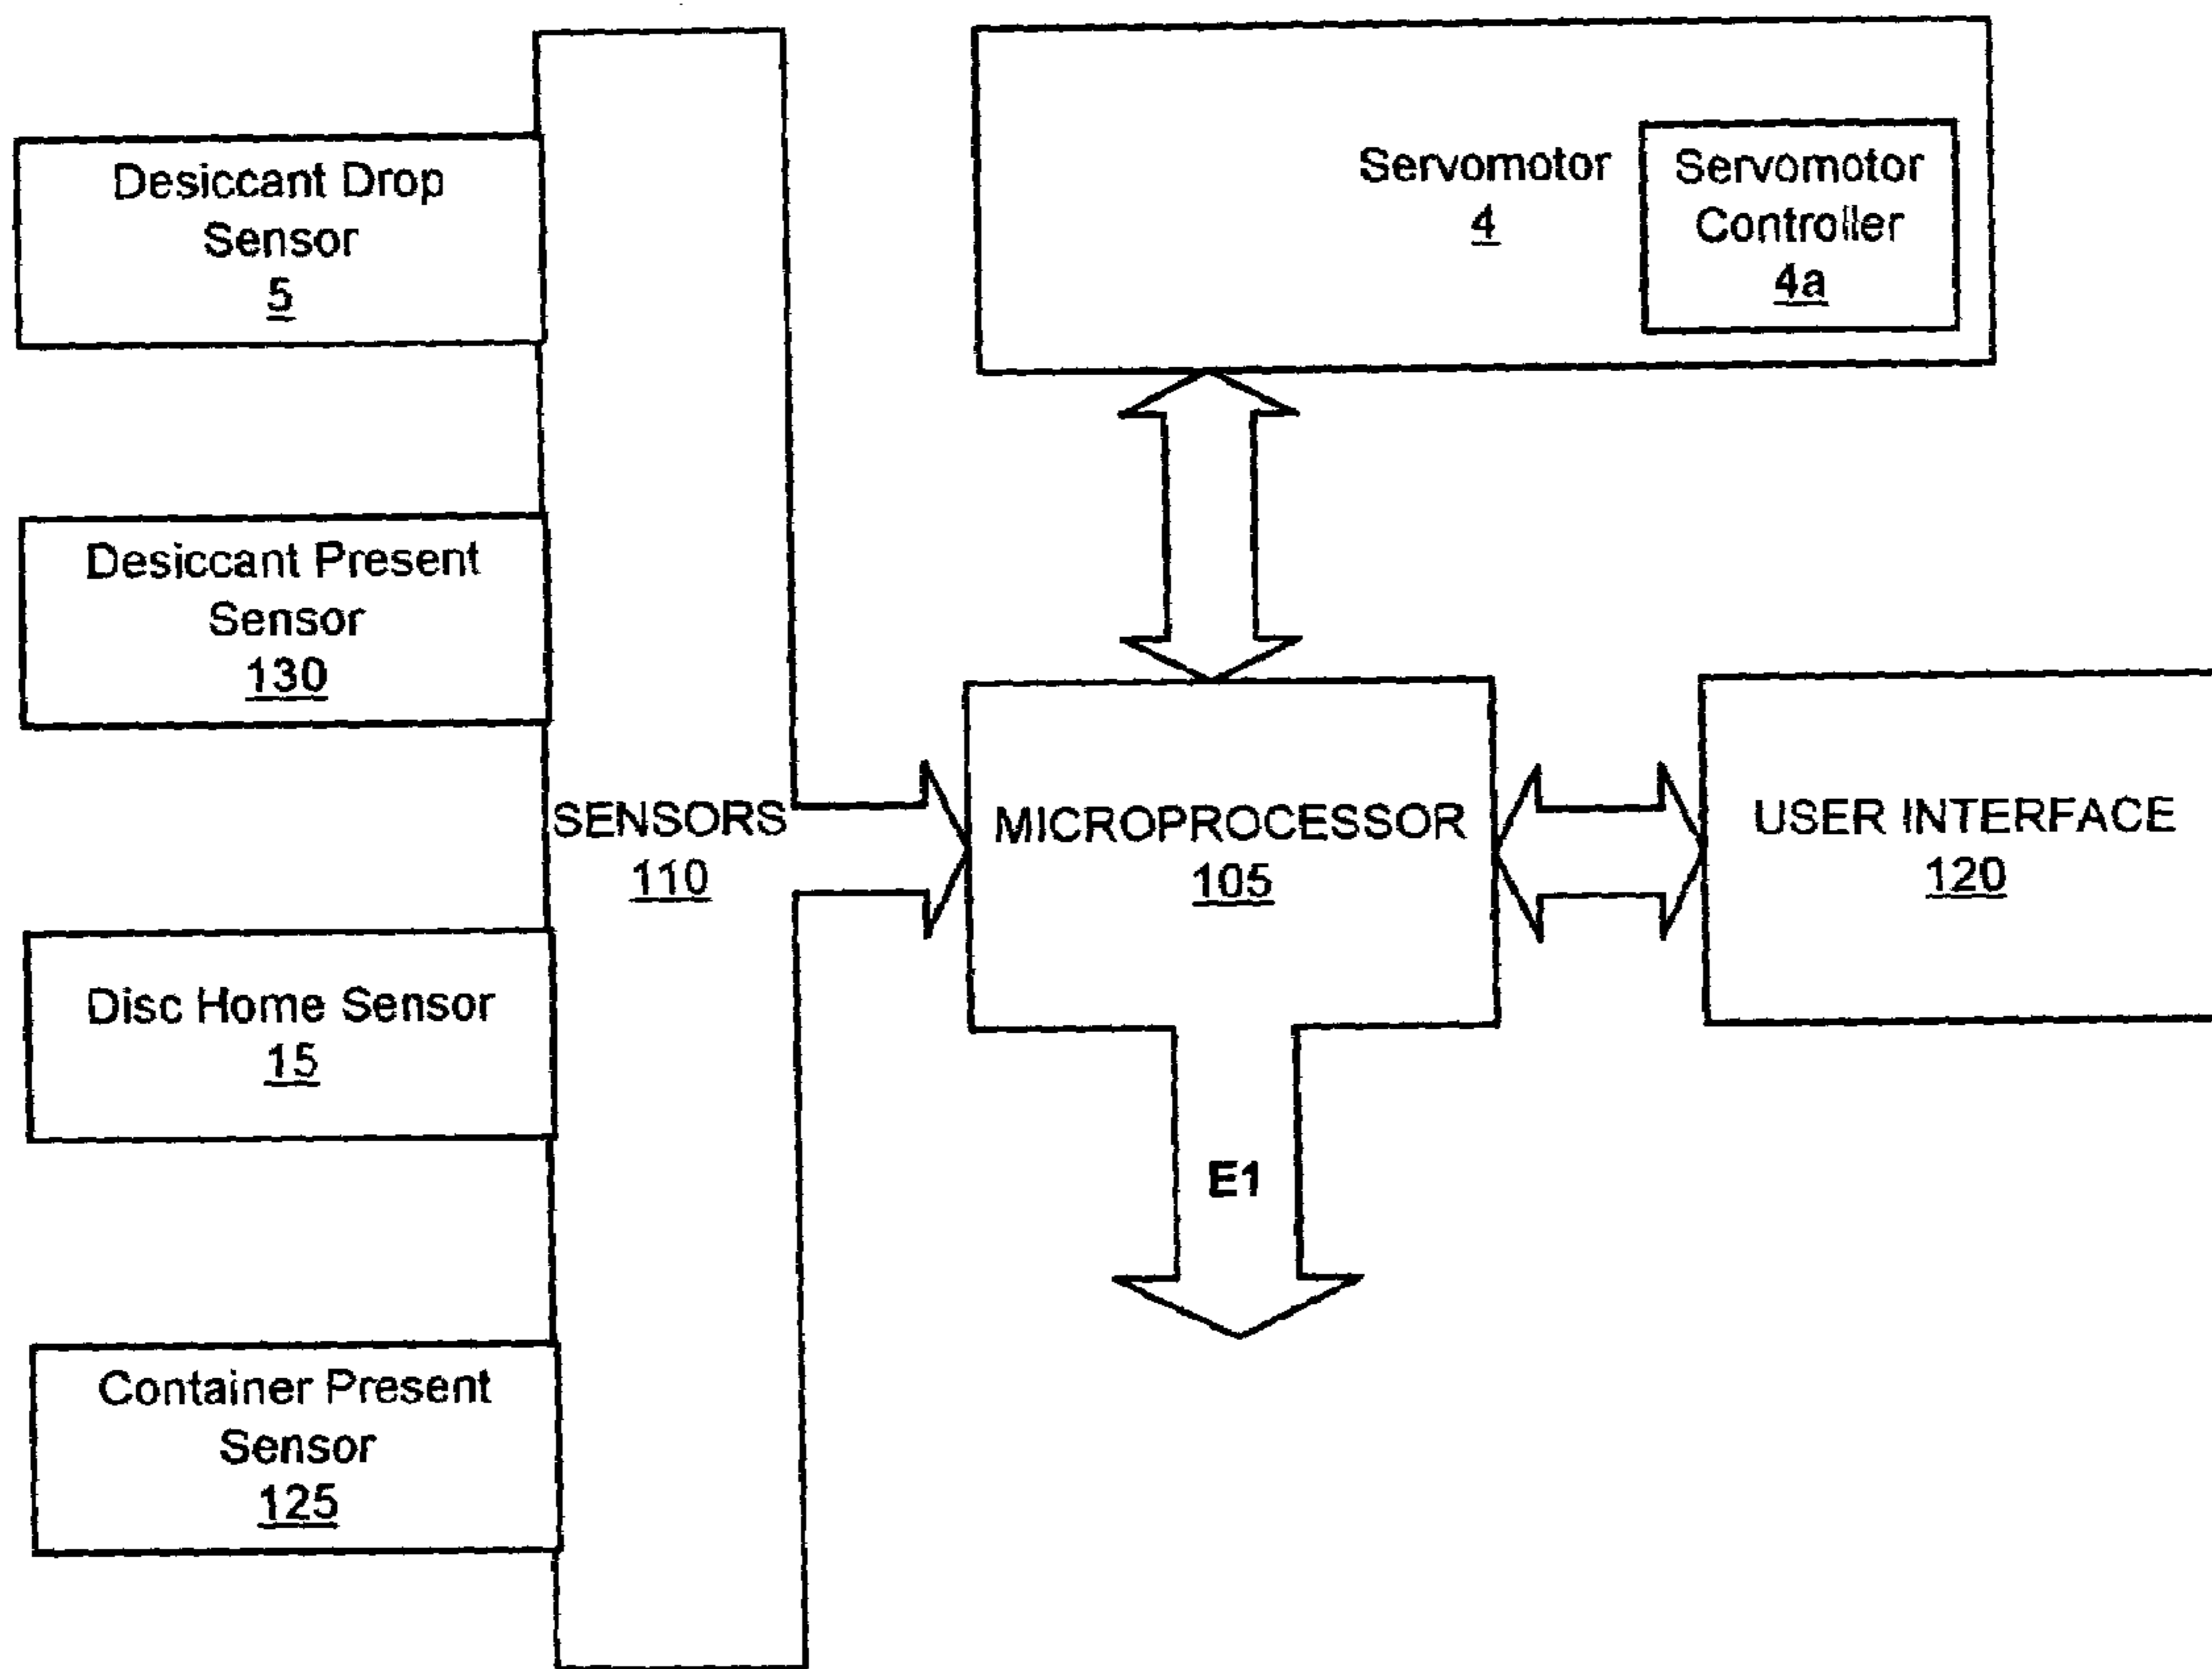 Desiccant Drop
Sensor
5
Desiccant Present
Sensor
130
Disc Home Sensor
15
Container Present
Sensor
125
SENSORS
110
Servomotor
4
Servomotor
Controller
4a
MICROPROCESSOR
105
USER INTERFACE
120
E1